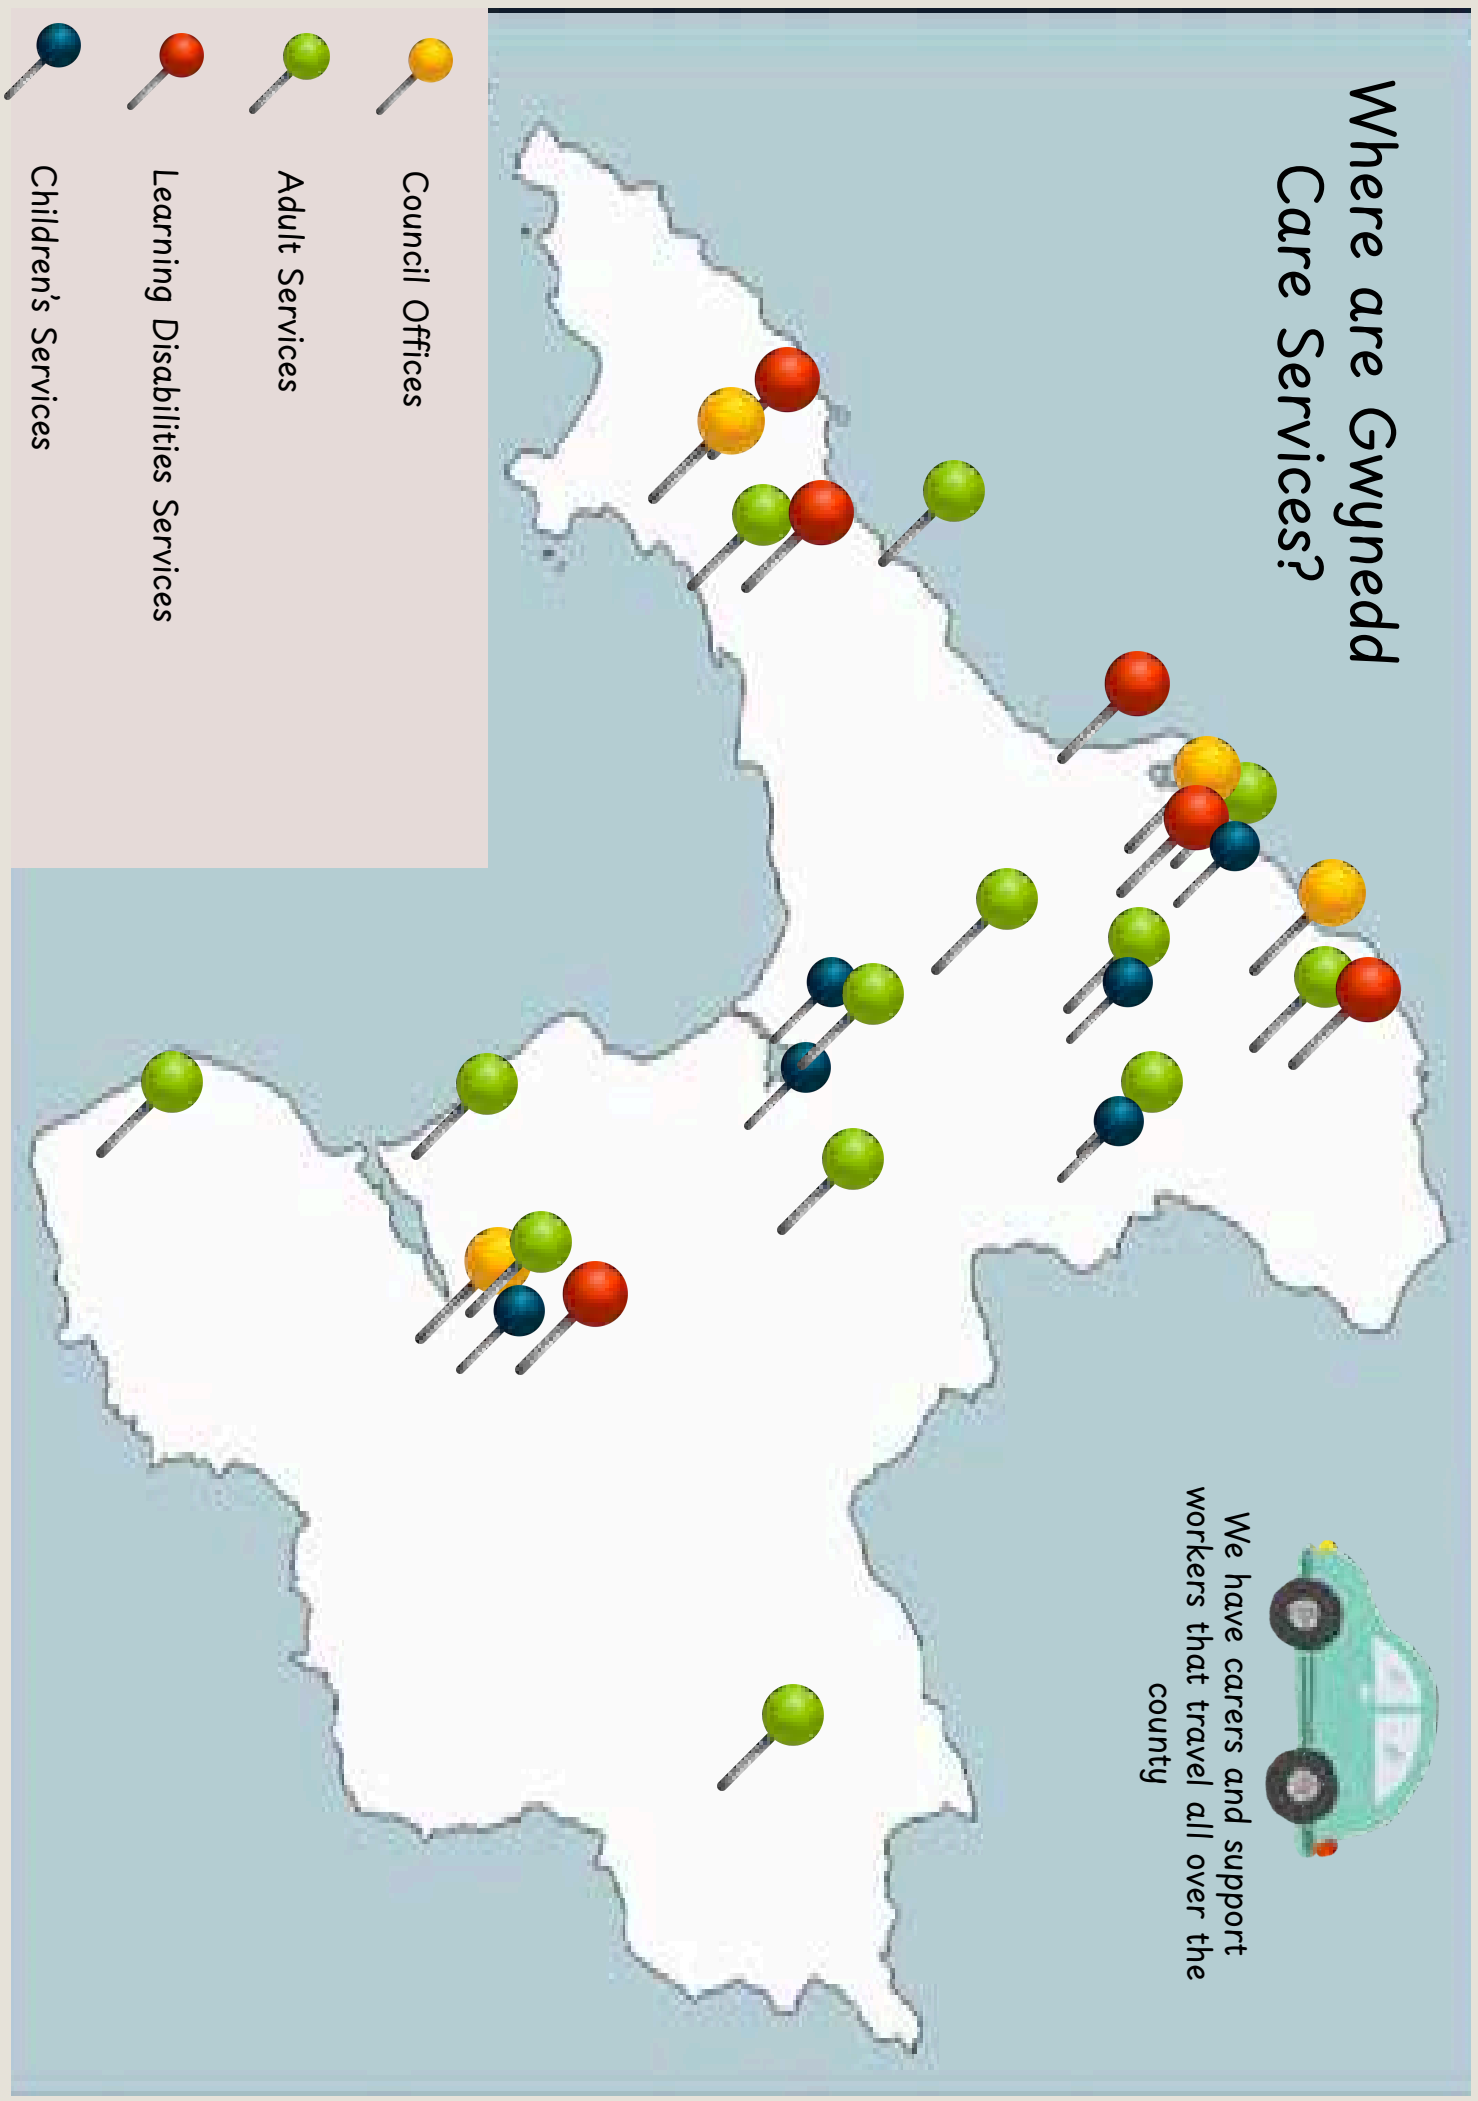 Where are Gwynedd
Care Services?
We have carers and support
workers that travel all over the
county
Council Offices
Adult Services
Learning Disabilities Services
Children's Services